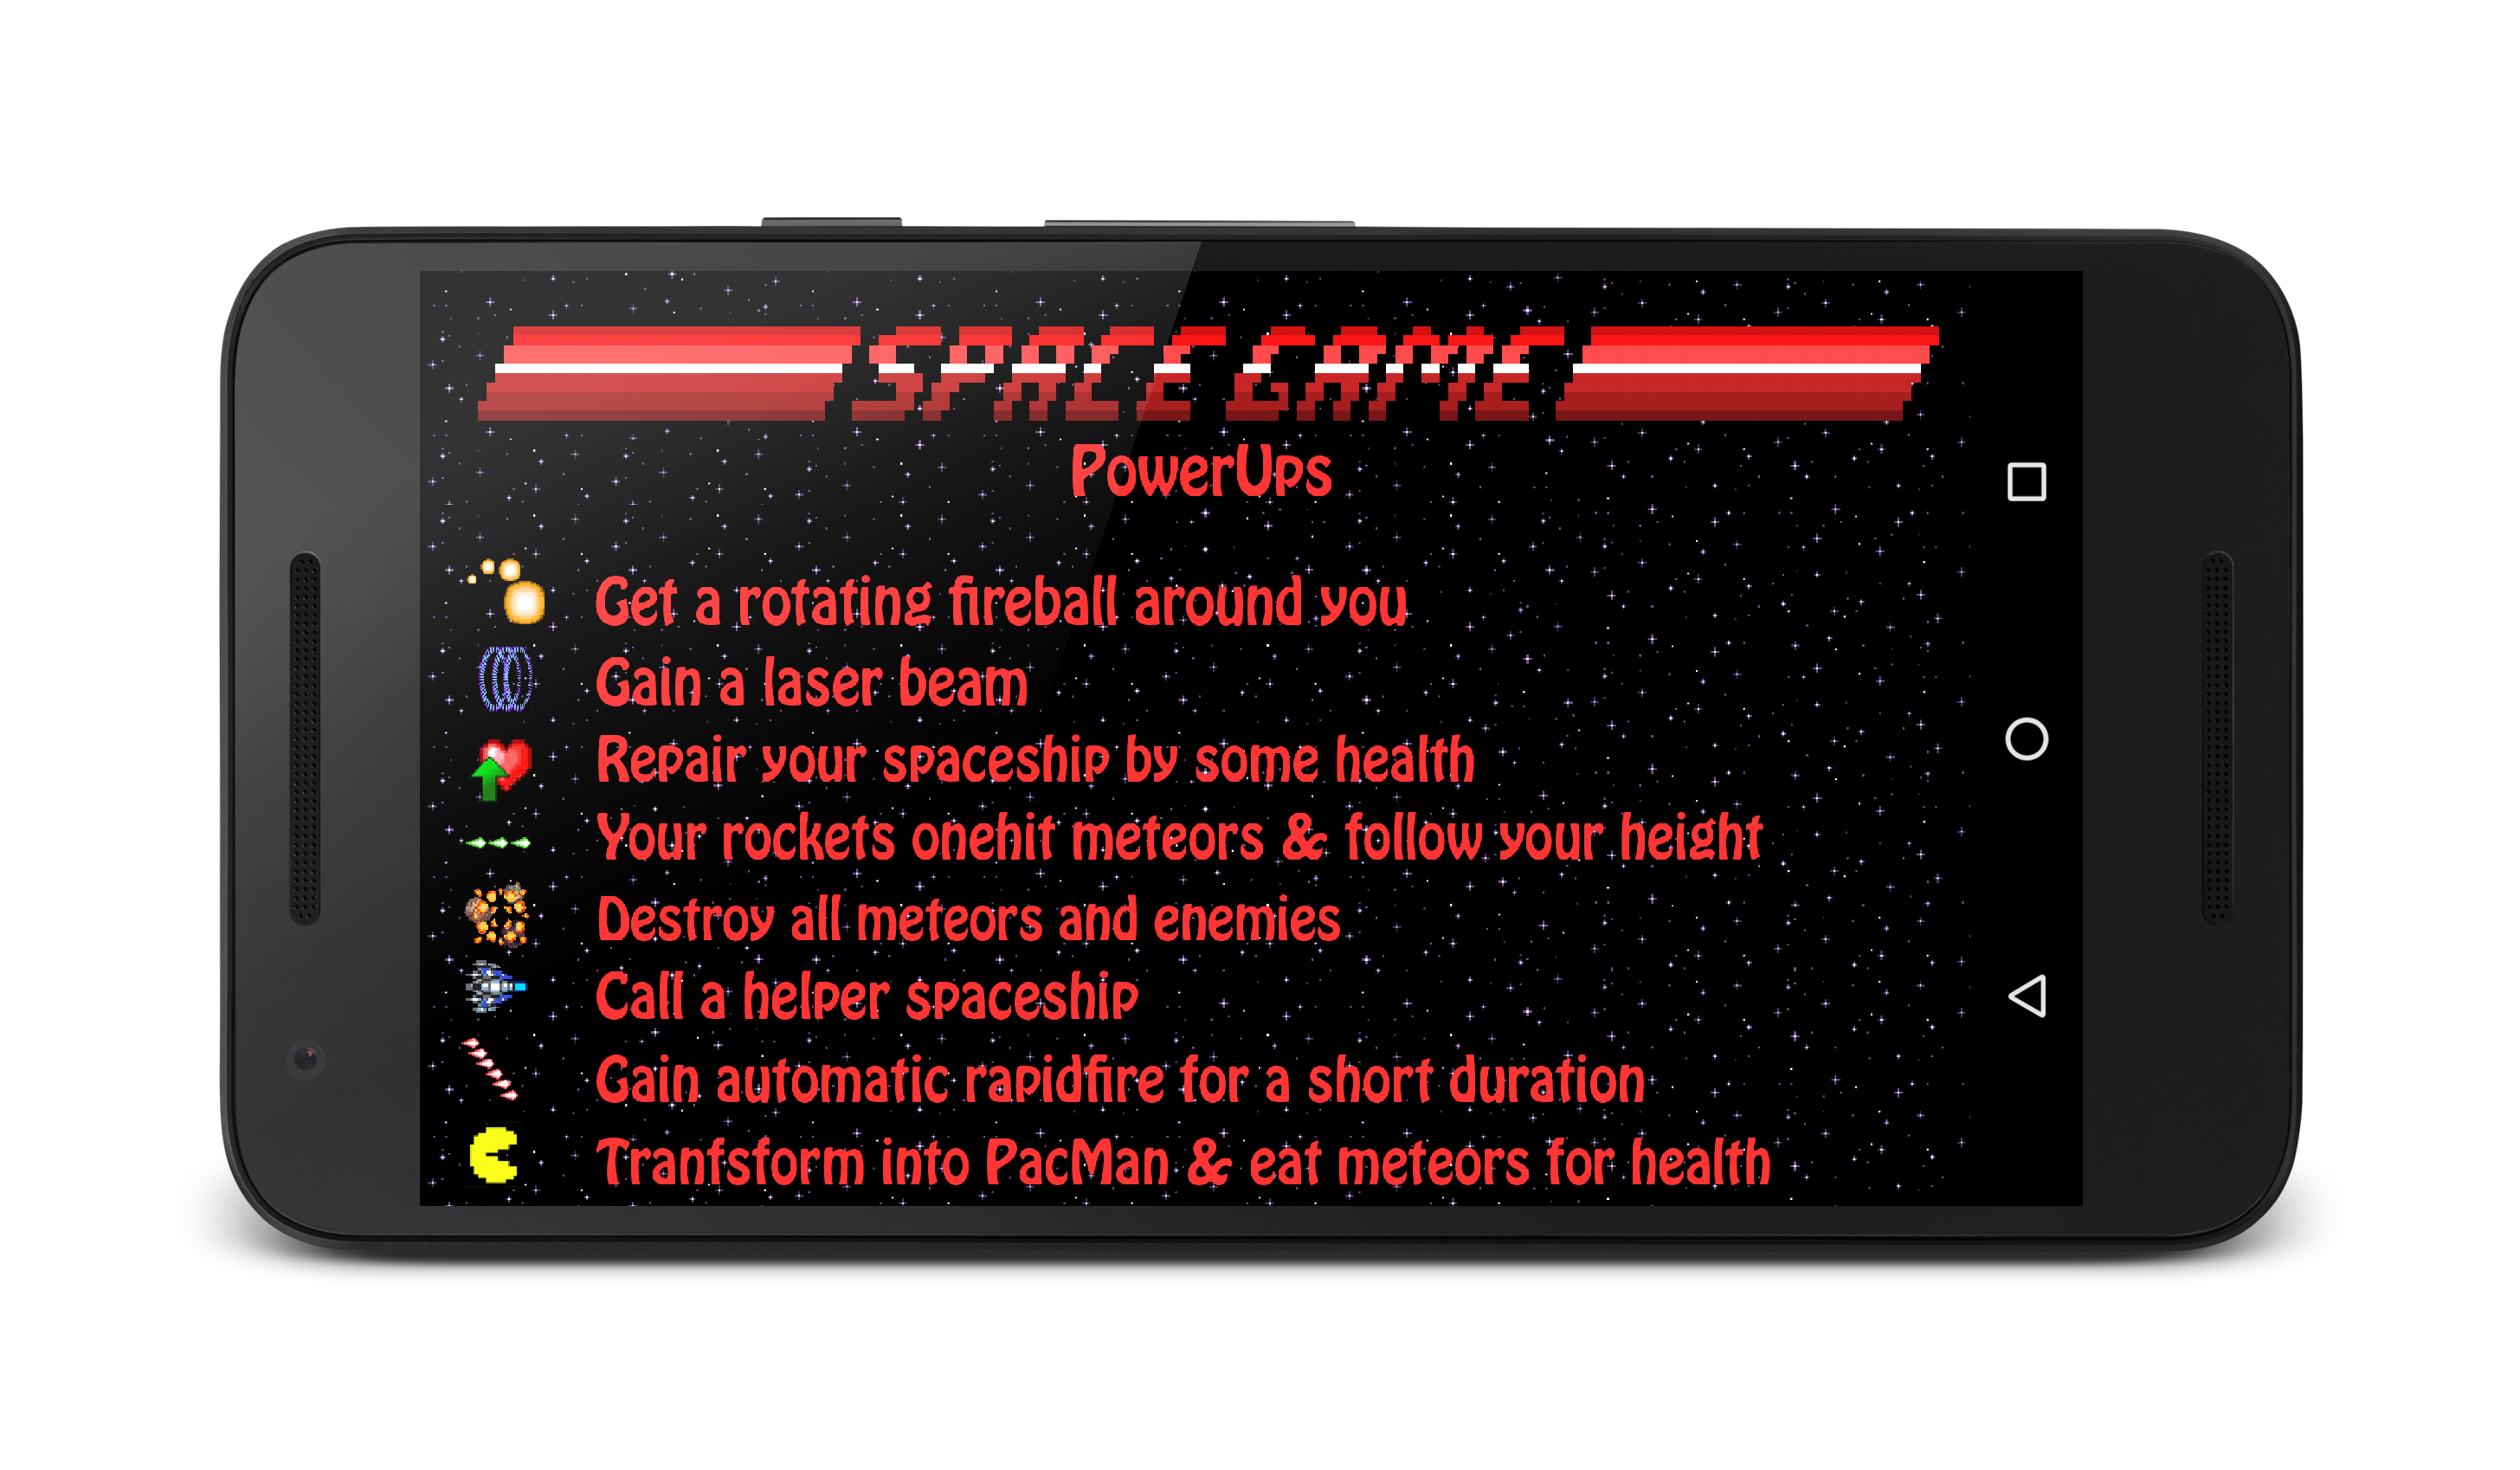 SPACE GAME
PowerUps
Get a rotating fireball around you
Gain a laser beam
Repair your spaceship by some health
Your rockets onehit meteors & follow your height
Destroy all meteors and enemies
Call a helper spaceship
Gain automatic rapidfire for a short duration
Tranfsform into PacMan & eat meteors for health